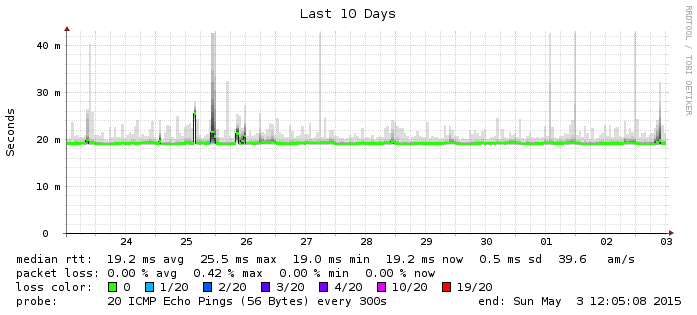 Last 10 Days
RRDTOOL / TOBI OETIKER
Seconds
40 m
30 m
20 m
10 m
0
24 25 26 27 28 29 30 01 02 03
median rtt: 19.2 ms avg 25.5 ms max 19.0 ms min 19.2 ms now 0.5 ms sd 39.6 am/s
packet loss: 0.00 % avg 0.42 % max 0.00 % min 0.00 % now
loss color: 0 1/20 2/20 3/20 4/20 10/20 19/20
probe: 20 ICMP Echo Pings (56 Bytes) every 300s end: Sun May 3 12:05:08 2015